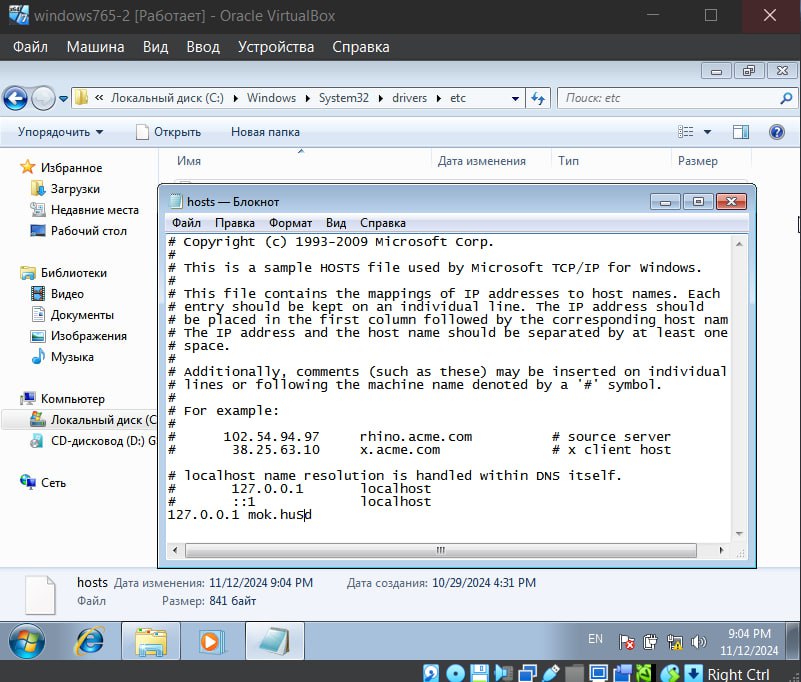 windows765-2 [Работает] - Oracle VirtualBox
Файл Машина Вид Ввод Устройства Справка
« Локальный диск (C:) Windows System32 drivers etc
Поиск: etc
Упорядочить Открыть Новая папка
Имя Дата изменения Тип Размер
Избранное
Загрузки
Недавние места
Рабочий стол
Библиотеки
Видео
Документы
Изображения
Музыка
Компьютер
Локальный диск (C
CD-дисковод (D:) G
Сеть
hosts — Блокнот
Файл Правка Формат Вид Справка
# Copyright (c) 1993-2009 Microsoft Corp.
#
# This is a sample HOSTS file used by Microsoft TCP/IP for Windows.
#
# This file contains the mappings of IP addresses to host names. Each
# entry should be kept on an individual line. The IP address should
# be placed in the first column followed by the corresponding host nam
# The IP address and the host name should be separated by at least one
# space.
#
# Additionally, comments (such as these) may be inserted on individual
# lines or following the machine name denoted by a '#' symbol.
#
# For example:
#
# 102.54.94.97 rhino.acme.com # source server
# 38.25.63.10 x.acme.com # x client host
# localhost name resolution is handled within DNS itself.
# 127.0.0.1 localhost
# ::1 localhost
127.0.0.1 mok.huSd
hosts Дата изменения: 11/12/2024 9:04 PM Дата создания: 10/29/2024 4:31 PM
Файл Размер: 841 байт
EN
9:04 PM
11/12/2024
Right Ctrl